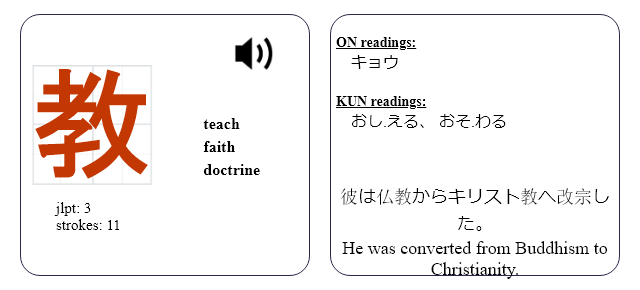 教
teach
faith
doctrine
jlpt: 3
strokes: 11
ON readings:
キョウ
KUN readings:
おし.える、 おそ.わる
彼は仏教からキリスト教へ改宗し
た。
He was converted from Buddhism to
Christianity.